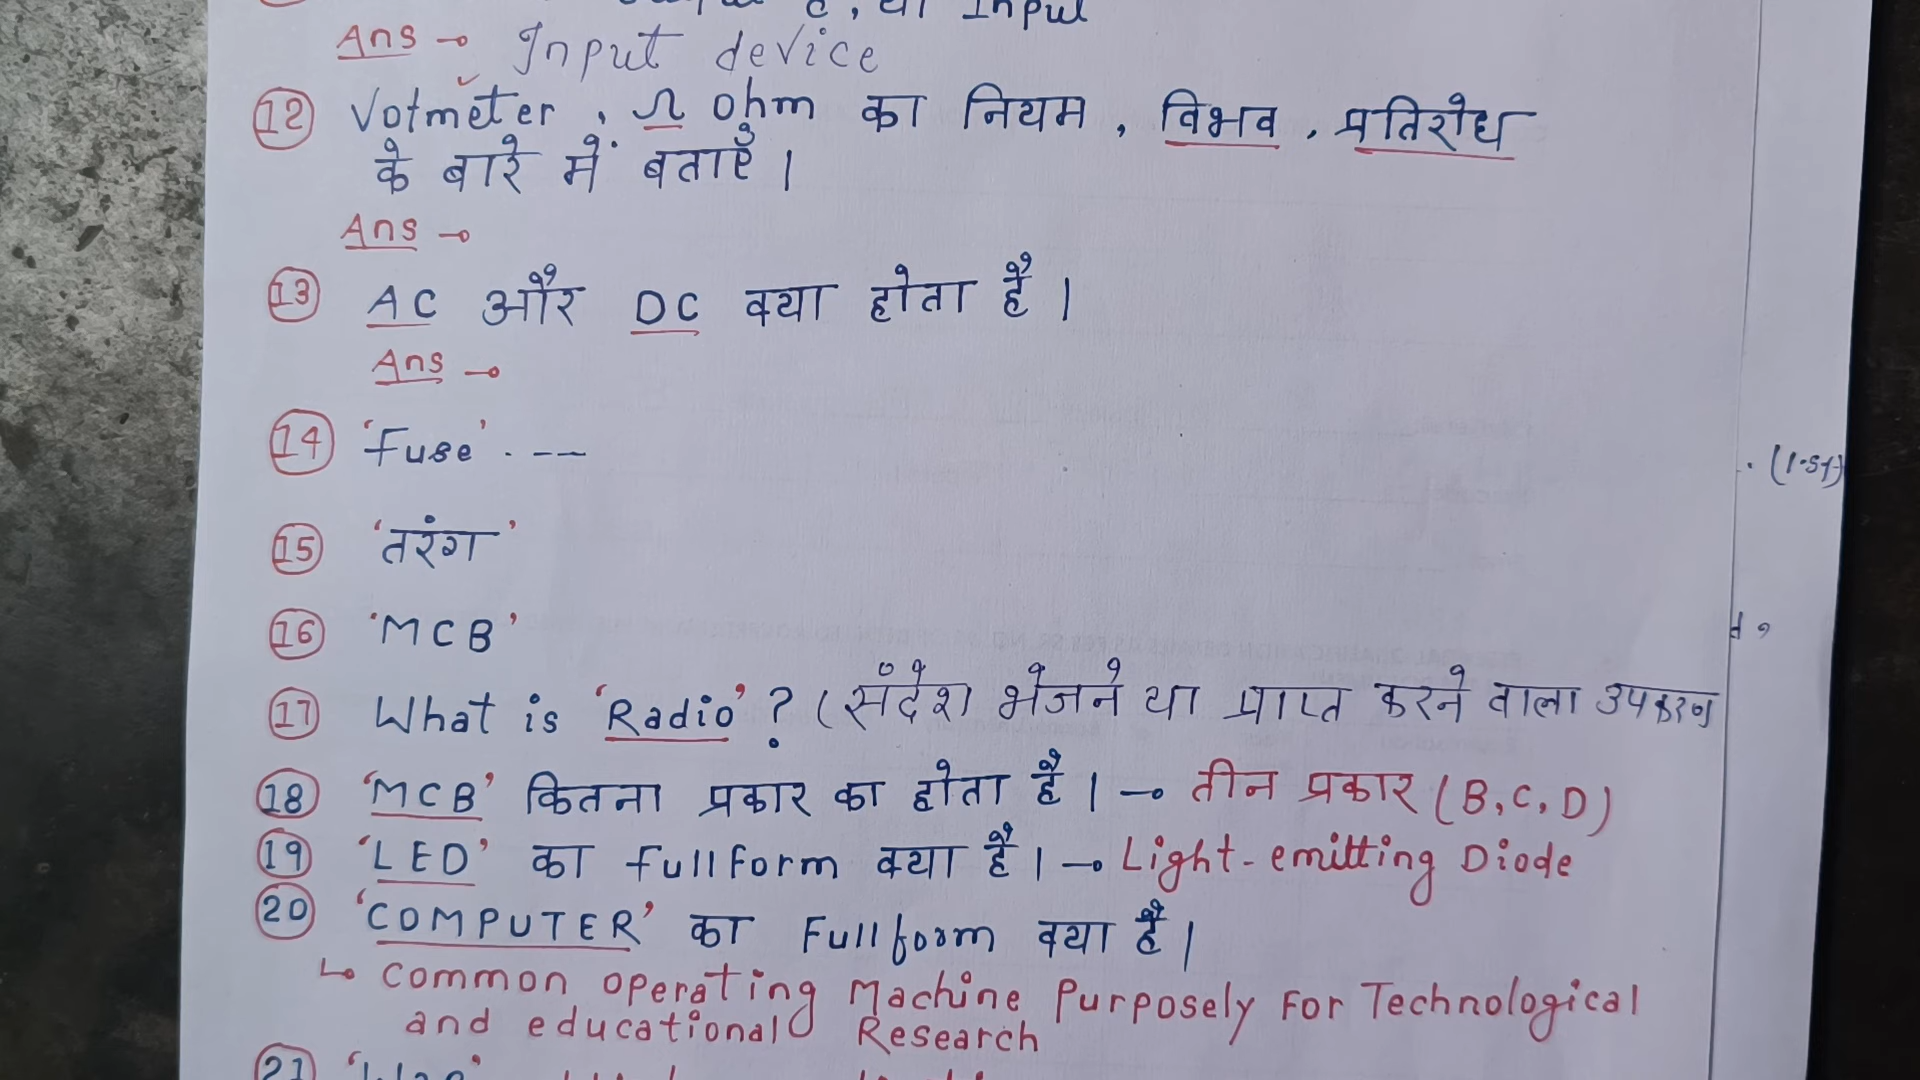 Input
Ans → Input device
12 Votmeter, Ω ohm का नियम, विभव, प्रतिरोध
के बारे में बताएँ।
Ans →
13 AC और DC क्या होता है।
Ans →
14 'Fuse' . --
15 'तरंग'
16 'MCB'
17 What is 'Radio'? (संदेश भेजने या प्राप्त करने वाला उपकरण
18 'MCB' कितना प्रकार का होता है। → तीन प्रकार (B, C, D)
19 'LED' का fullform क्या है। → Light-emitting Diode
20 'COMPUTER' का Fullform क्या है।
↳ Common operating Machine Purposely For Technological
and educational Research
21